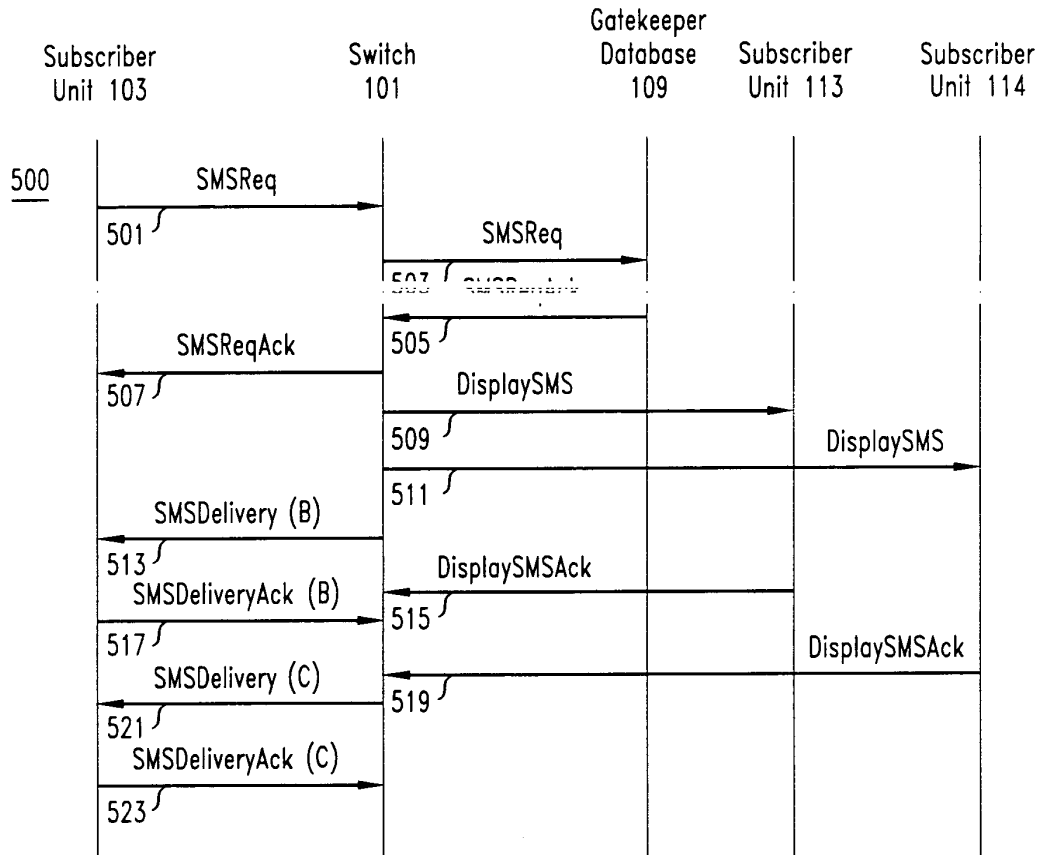 Subscriber Unit 103
Switch 101
Gatekeeper Database 109
Subscriber Unit 113
Subscriber Unit 114
500
SMSReq
501
SMSReq
503
505
SMSReqAck
507
DisplaySMS
509
DisplaySMS
511
SMSDelivery (B)
513
DisplaySMSAck
515
SMSDeliveryAck (B)
517
DisplaySMSAck
519
SMSDelivery (C)
521
SMSDeliveryAck (C)
523